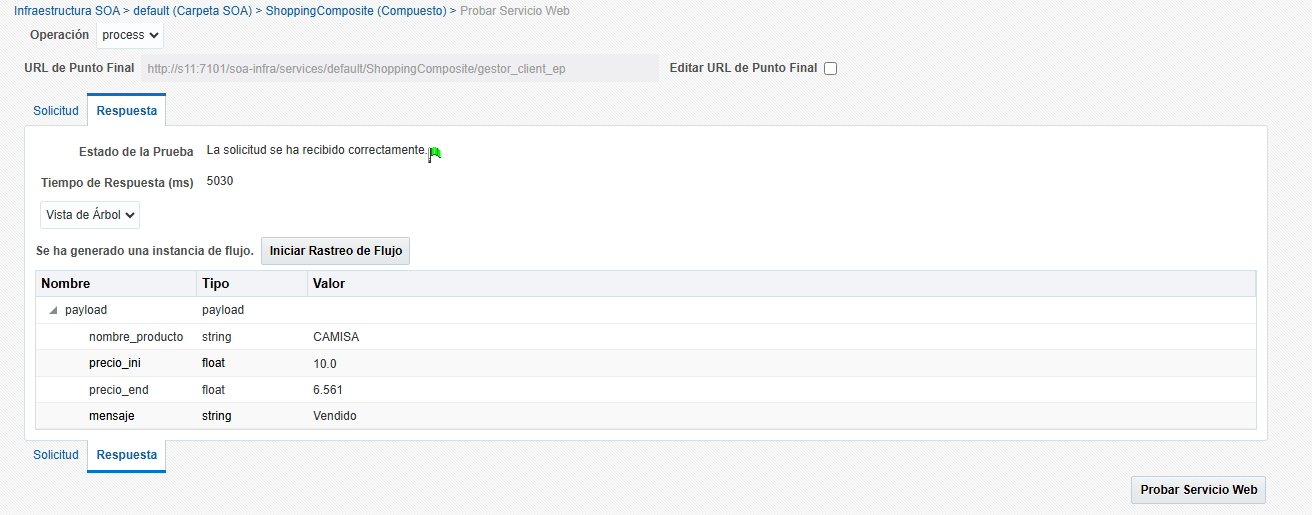 Infraestructura SOA > default (Carpeta SOA) > ShoppingComposite (Compuesto) > Probar Servicio Web
Operación process
URL de Punto Final http://s11:7101/soa-infra/services/default/ShoppingComposite/gestor_client_ep Editar URL de Punto Final
Solicitud Respuesta
Estado de la Prueba La solicitud se ha recibido correctamente.
Tiempo de Respuesta (ms) 5030
Vista de Árbol
Se ha generado una instancia de flujo. Iniciar Rastreo de Flujo
Nombre Tipo Valor
payload payload
nombre_producto string CAMISA
precio_ini float 10.0
precio_end float 6.561
mensaje string Vendido
Solicitud Respuesta
Probar Servicio Web